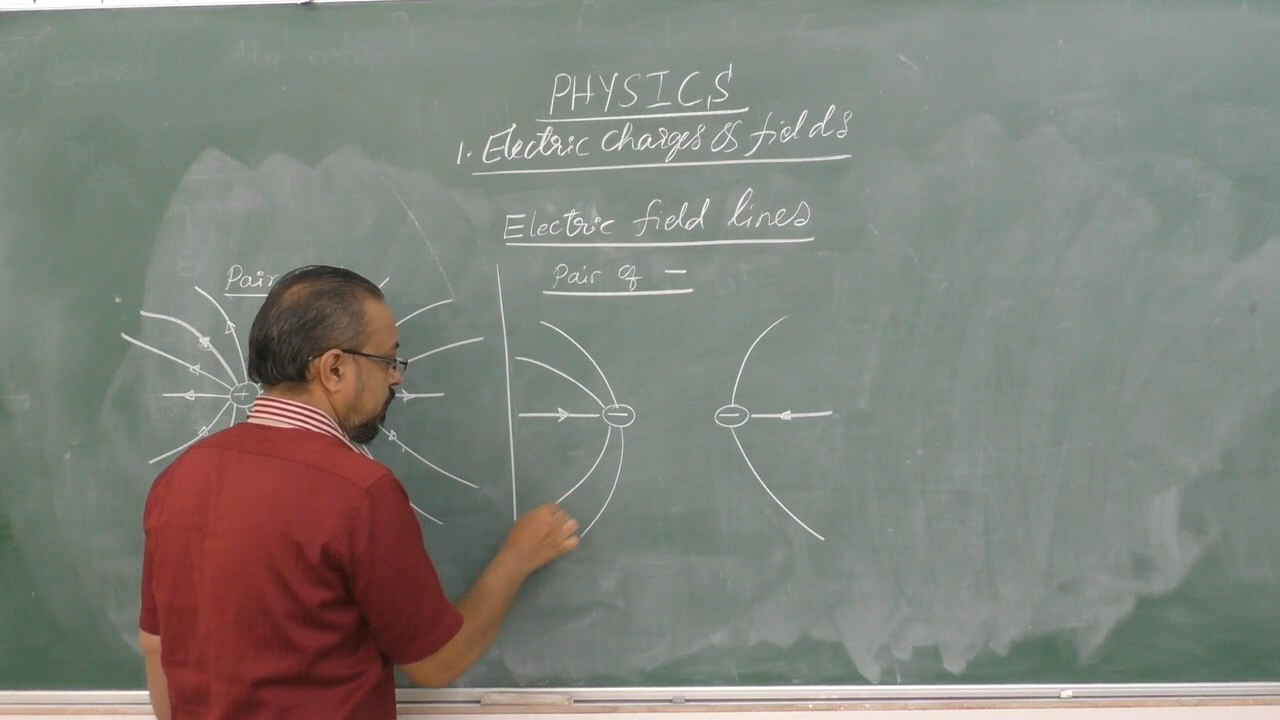 PHYSICS
1. Electric charges & fields
Electric field lines
Pair
Pair of −
+
−
−